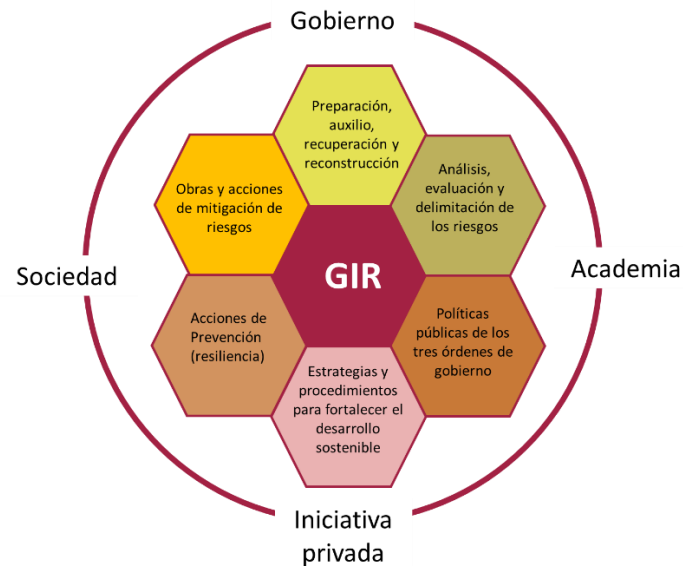 Gobierno
Preparación,
auxilio,
recuperación y
reconstrucción
Obras y acciones
de mitigación de
riesgos
Análisis,
evaluación y
delimitación de
los riesgos
GIR
Sociedad
Academia
Acciones de
Prevención
(resiliencia)
Políticas
públicas de los
tres órdenes de
gobierno
Estrategias y
procedimientos
para fortalecer el
desarrollo
sostenible
Iniciativa
privada